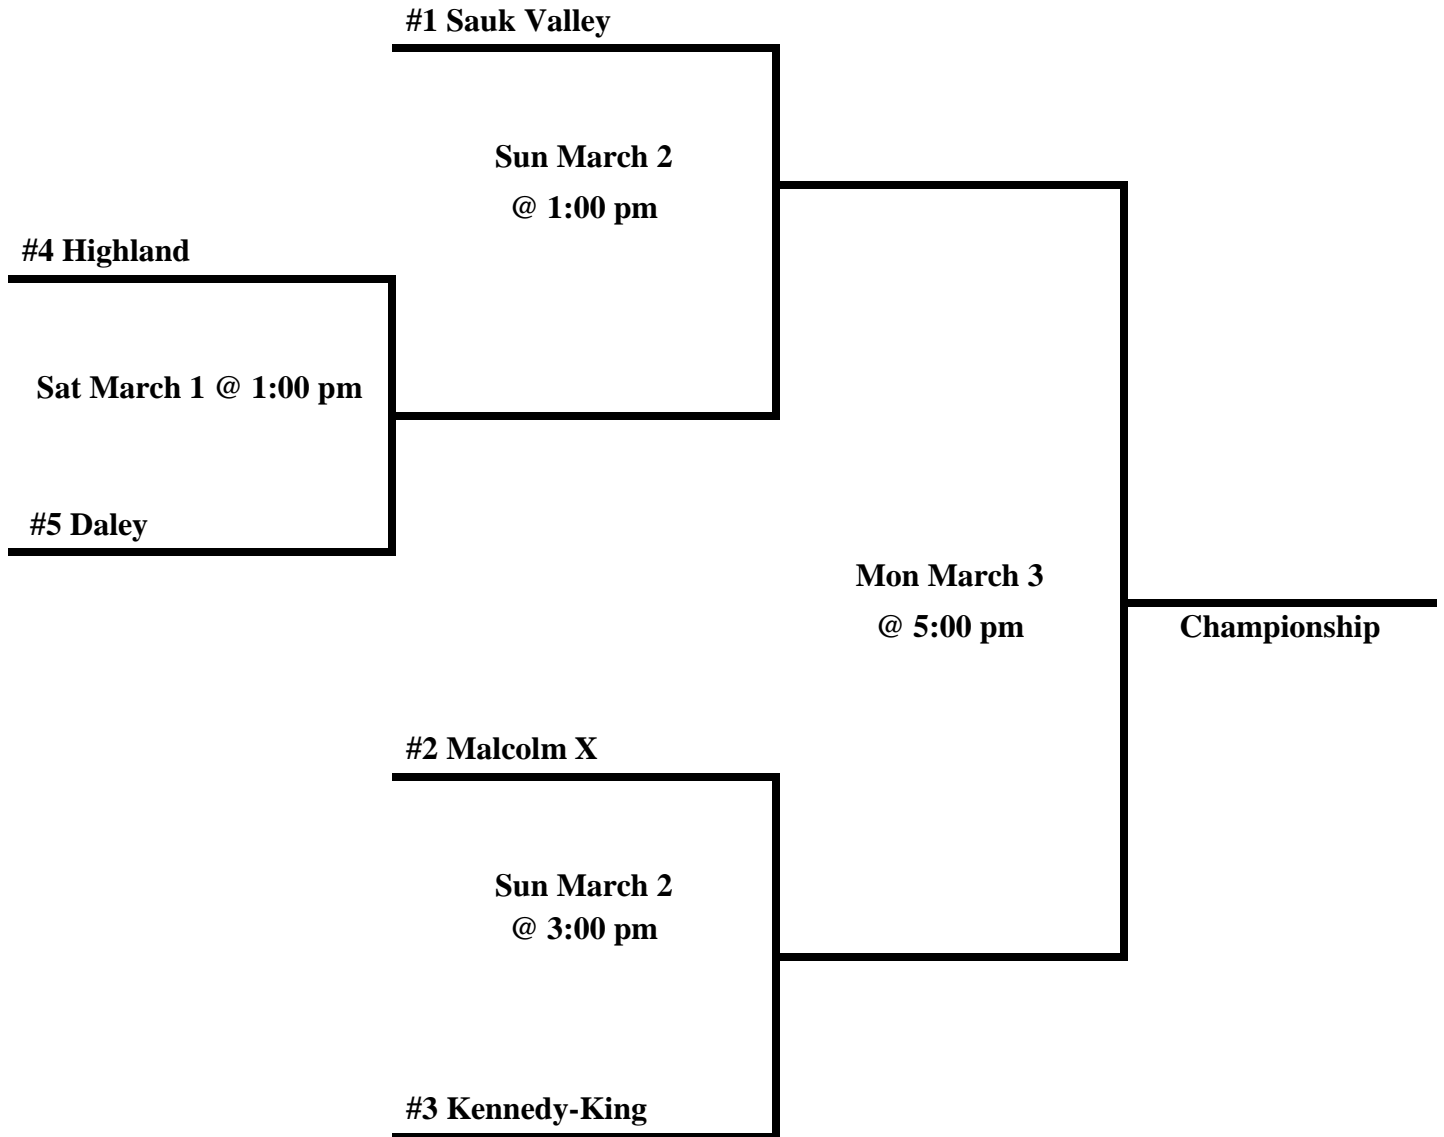 #1 Sauk Valley
Sun March 2
@ 1:00 pm
#4 Highland
Sat March 1 @ 1:00 pm
#5 Daley
Mon March 3
@ 5:00 pm
Championship
#2 Malcolm X
Sun March 2
@ 3:00 pm
#3 Kennedy-King